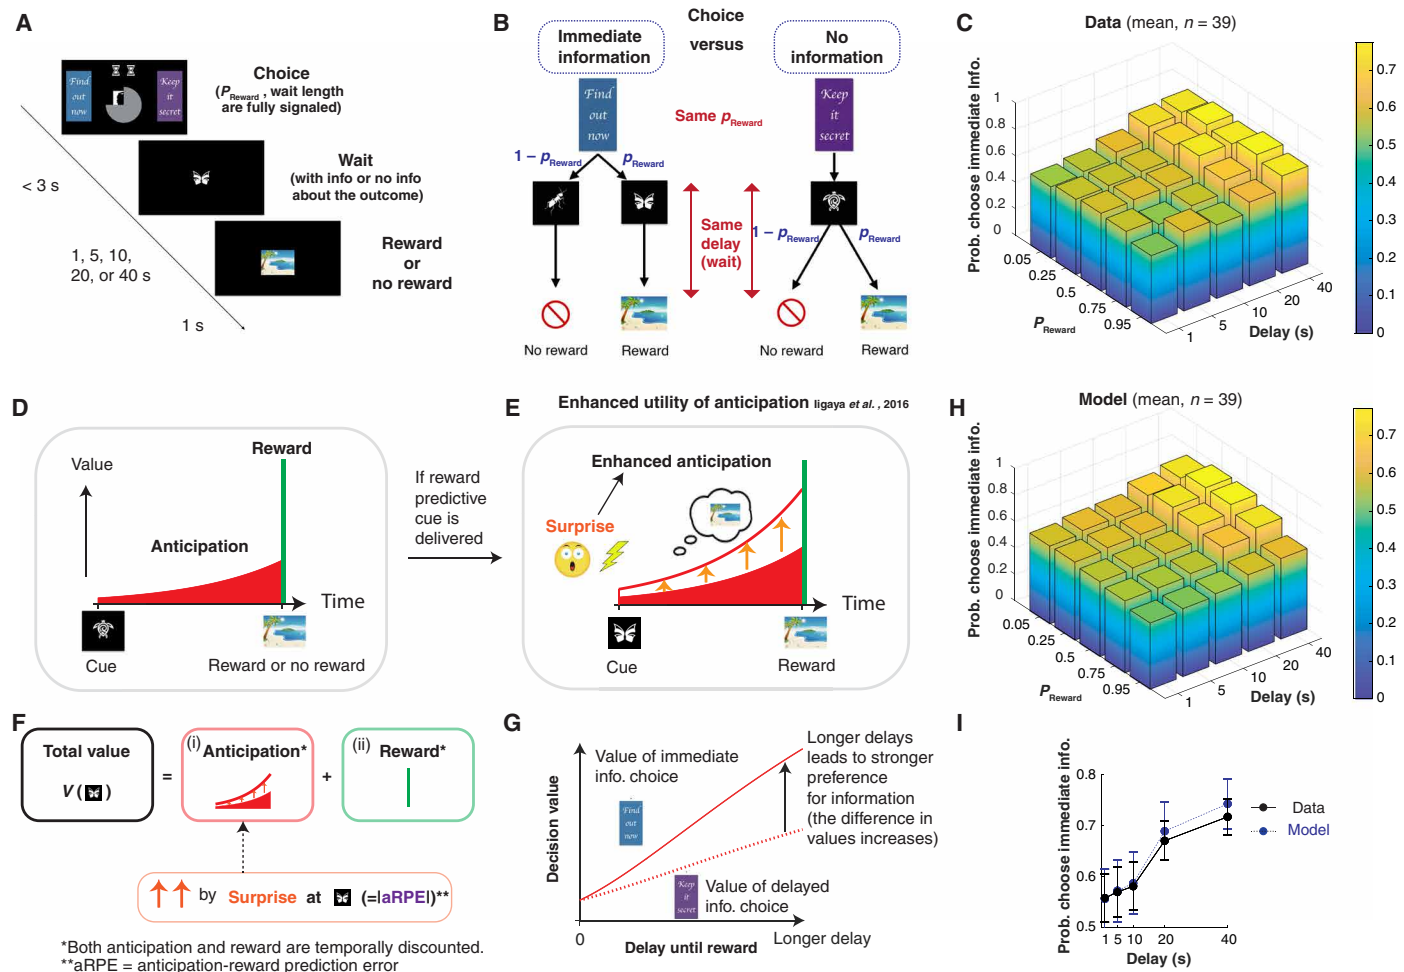 A
Find
out
now
Keep
it
secret
Choice
(P_Reward, wait length
are fully signaled)
Wait
(with info or no info
about the outcome)
Reward
or
no reward
< 3 s
1, 5, 10,
20, or 40 s
1 s
B
Choice
versus
Immediate
information
No
information
Find
out
now
Keep
it
secret
Same p_Reward
1 – p_Reward
p_Reward
Same
delay
(wait)
1 – p_Reward
p_Reward
No reward
Reward
No reward
Reward
C
Data (mean, n = 39)
Prob. choose immediate info.
1
0.8
0.6
0.4
0.2
0
0.05
0.25
0.5
0.75
0.95
P_Reward
1
5
10
20
40
Delay (s)
0.7
0.6
0.5
0.4
0.3
0.2
0.1
0
D
Value
Reward
Anticipation
Time
Cue
Reward or no reward
If reward
predictive
cue is
delivered
E
Enhanced utility of anticipation Iigaya et al., 2016
Enhanced anticipation
Surprise
Time
Cue
Reward
H
Model (mean, n = 39)
Prob. choose immediate info.
1
0.8
0.6
0.4
0.2
0
0.05
0.25
0.5
0.75
0.95
P_Reward
1
5
10
20
40
Delay (s)
0.7
0.6
0.5
0.4
0.3
0.2
0.1
0
F
Total value
V ( )
=
(i)
Anticipation*
+
(ii)
Reward*
by Surprise at (=|aRPE|)**
*Both anticipation and reward are temporally discounted.
**aRPE = anticipation-reward prediction error
G
Decision value
Value of immediate
info. choice
Find
out
now
Keep
it
secret
Value of delayed
info. choice
Longer delays
leads to stronger
preference
for information
(the difference in
values increases)
0
Delay until reward
Longer delay
I
Prob. choose immediate info.
0.8
0.7
0.6
0.5
1
5
10
20
40
Delay (s)
Data
Model